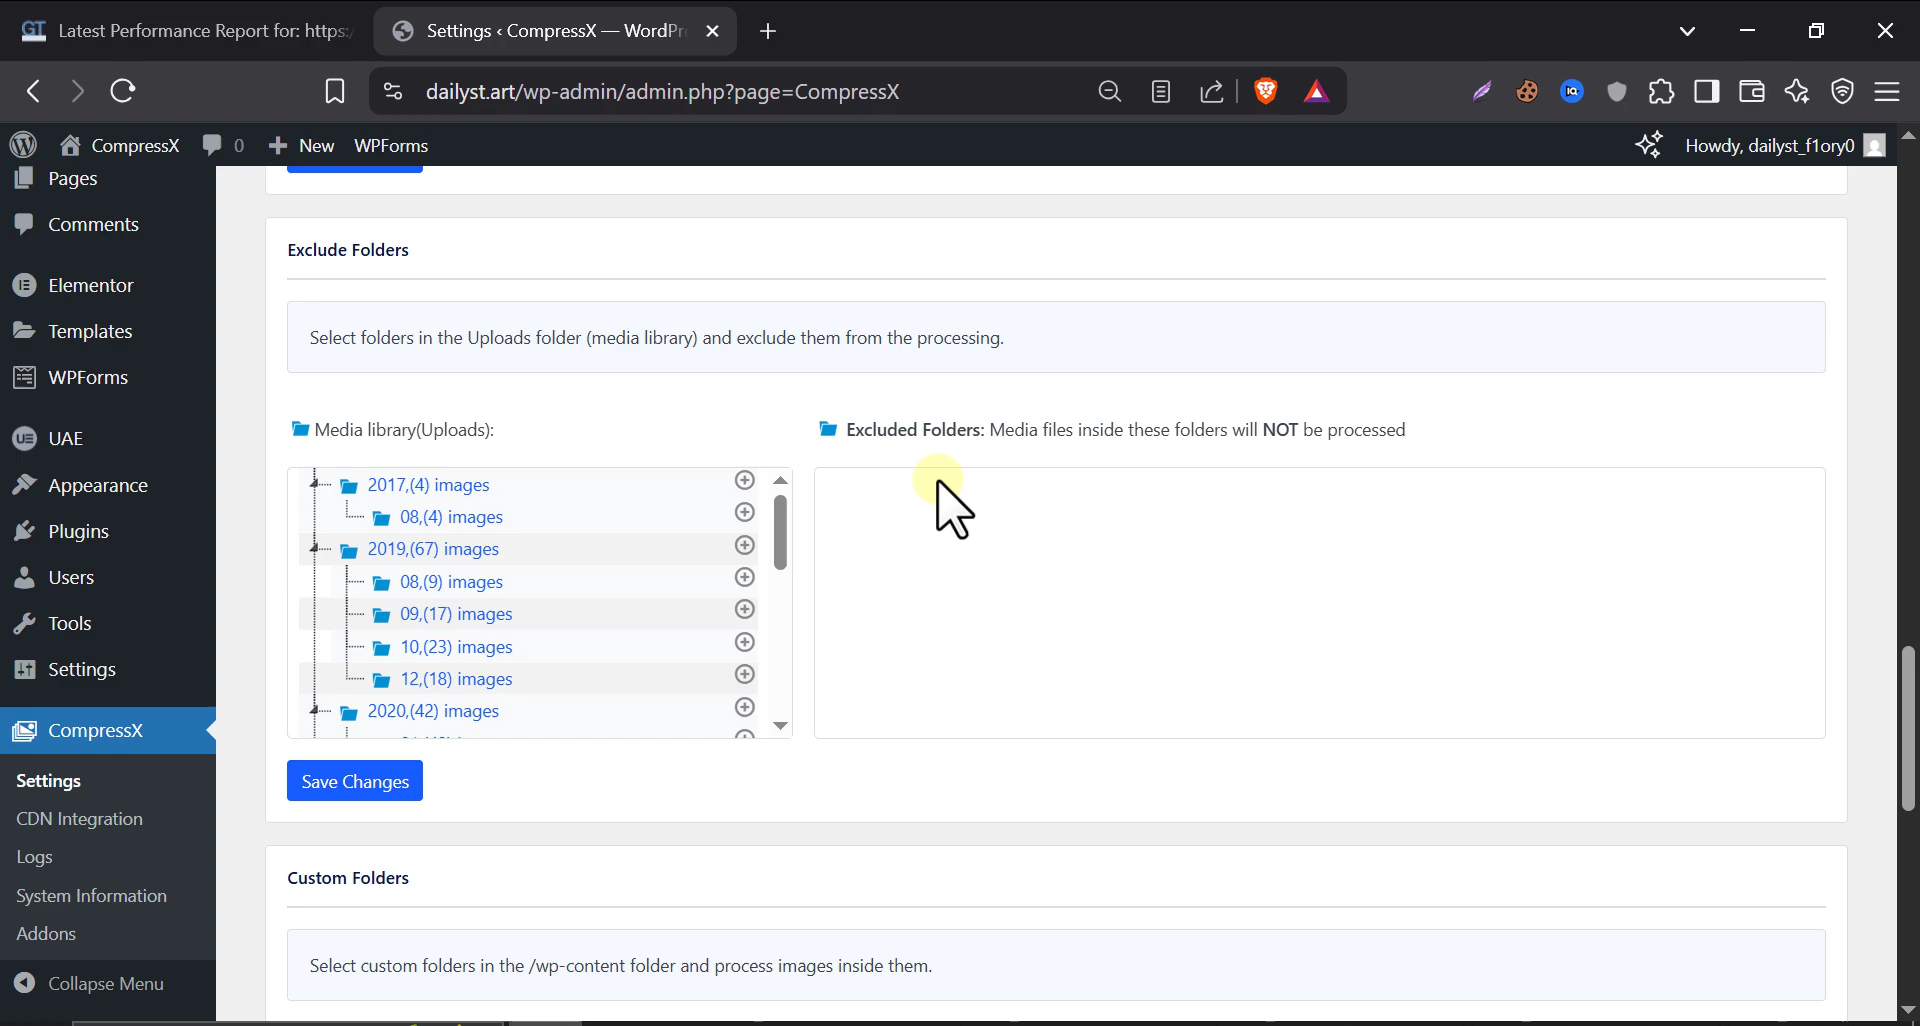 Latest Performance Report for: https:/
Settings ‹ CompressX — WordPr
dailyst.art/wp-admin/admin.php?page=CompressX
CompressX 0 New WPForms
Howdy, dailyst_f1ory0
Pages
Comments
Elementor
Templates
WPForms
UAE
Appearance
Plugins
Users
Tools
Settings
CompressX
Settings
CDN Integration
Logs
System Information
Addons
Collapse Menu
Exclude Folders
Select folders in the Uploads folder (media library) and exclude them from the processing.
Media library(Uploads):
Excluded Folders: Media files inside these folders will NOT be processed
2017,(4) images
08,(4) images
2019,(67) images
08,(9) images
09,(17) images
10,(23) images
12,(18) images
2020,(42) images
Save Changes
Custom Folders
Select custom folders in the /wp-content folder and process images inside them.